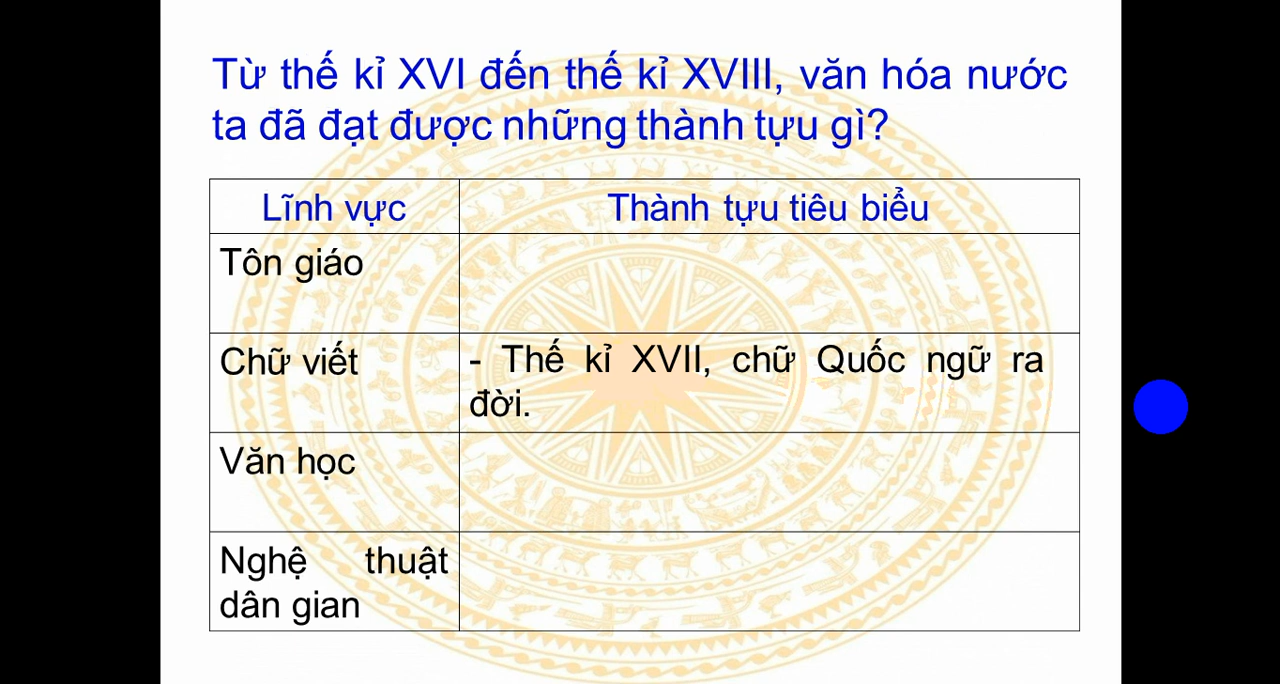 Từ thế kỉ XVI đến thế kỉ XVIII, văn hóa nước
ta đã đạt được những thành tựu gì?
Lĩnh vực
Thành tựu tiêu biểu
Tôn giáo
Chữ viết
- Thế kỉ XVII, chữ Quốc ngữ ra
đời.
Văn học
Nghệ thuật
dân gian